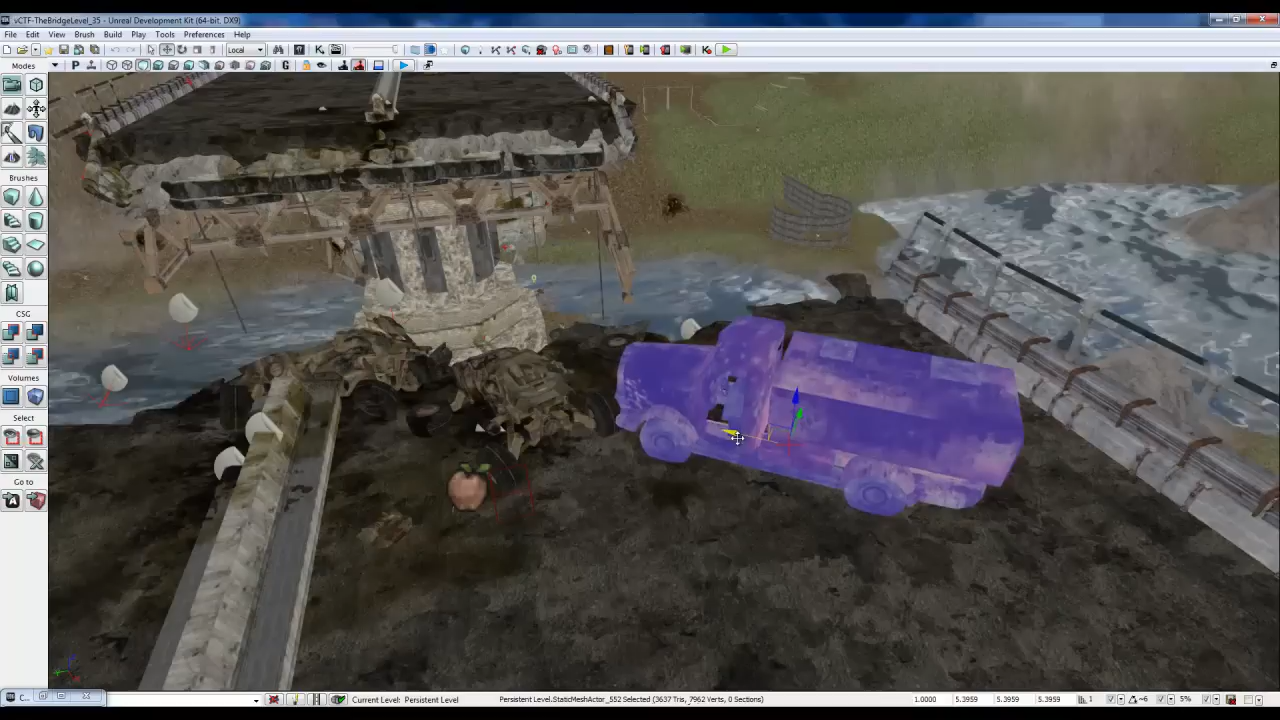 vCTF-TheBridgeLevel_35 - Unreal Development Kit (64-bit, DX9)
File Edit View Brush Build Play Tools Preferences Help
Local
Modes
P G
Brushes
CSG
Volumes
Select
Go to
C...
Current Level: Persistent Level
Persistent Level.StaticMeshActor_552 Selected (3637 Tris, 7962 Verts, 0 Sections)
1.0000 5.3959 5.3959 5.3959
1
~6
5%